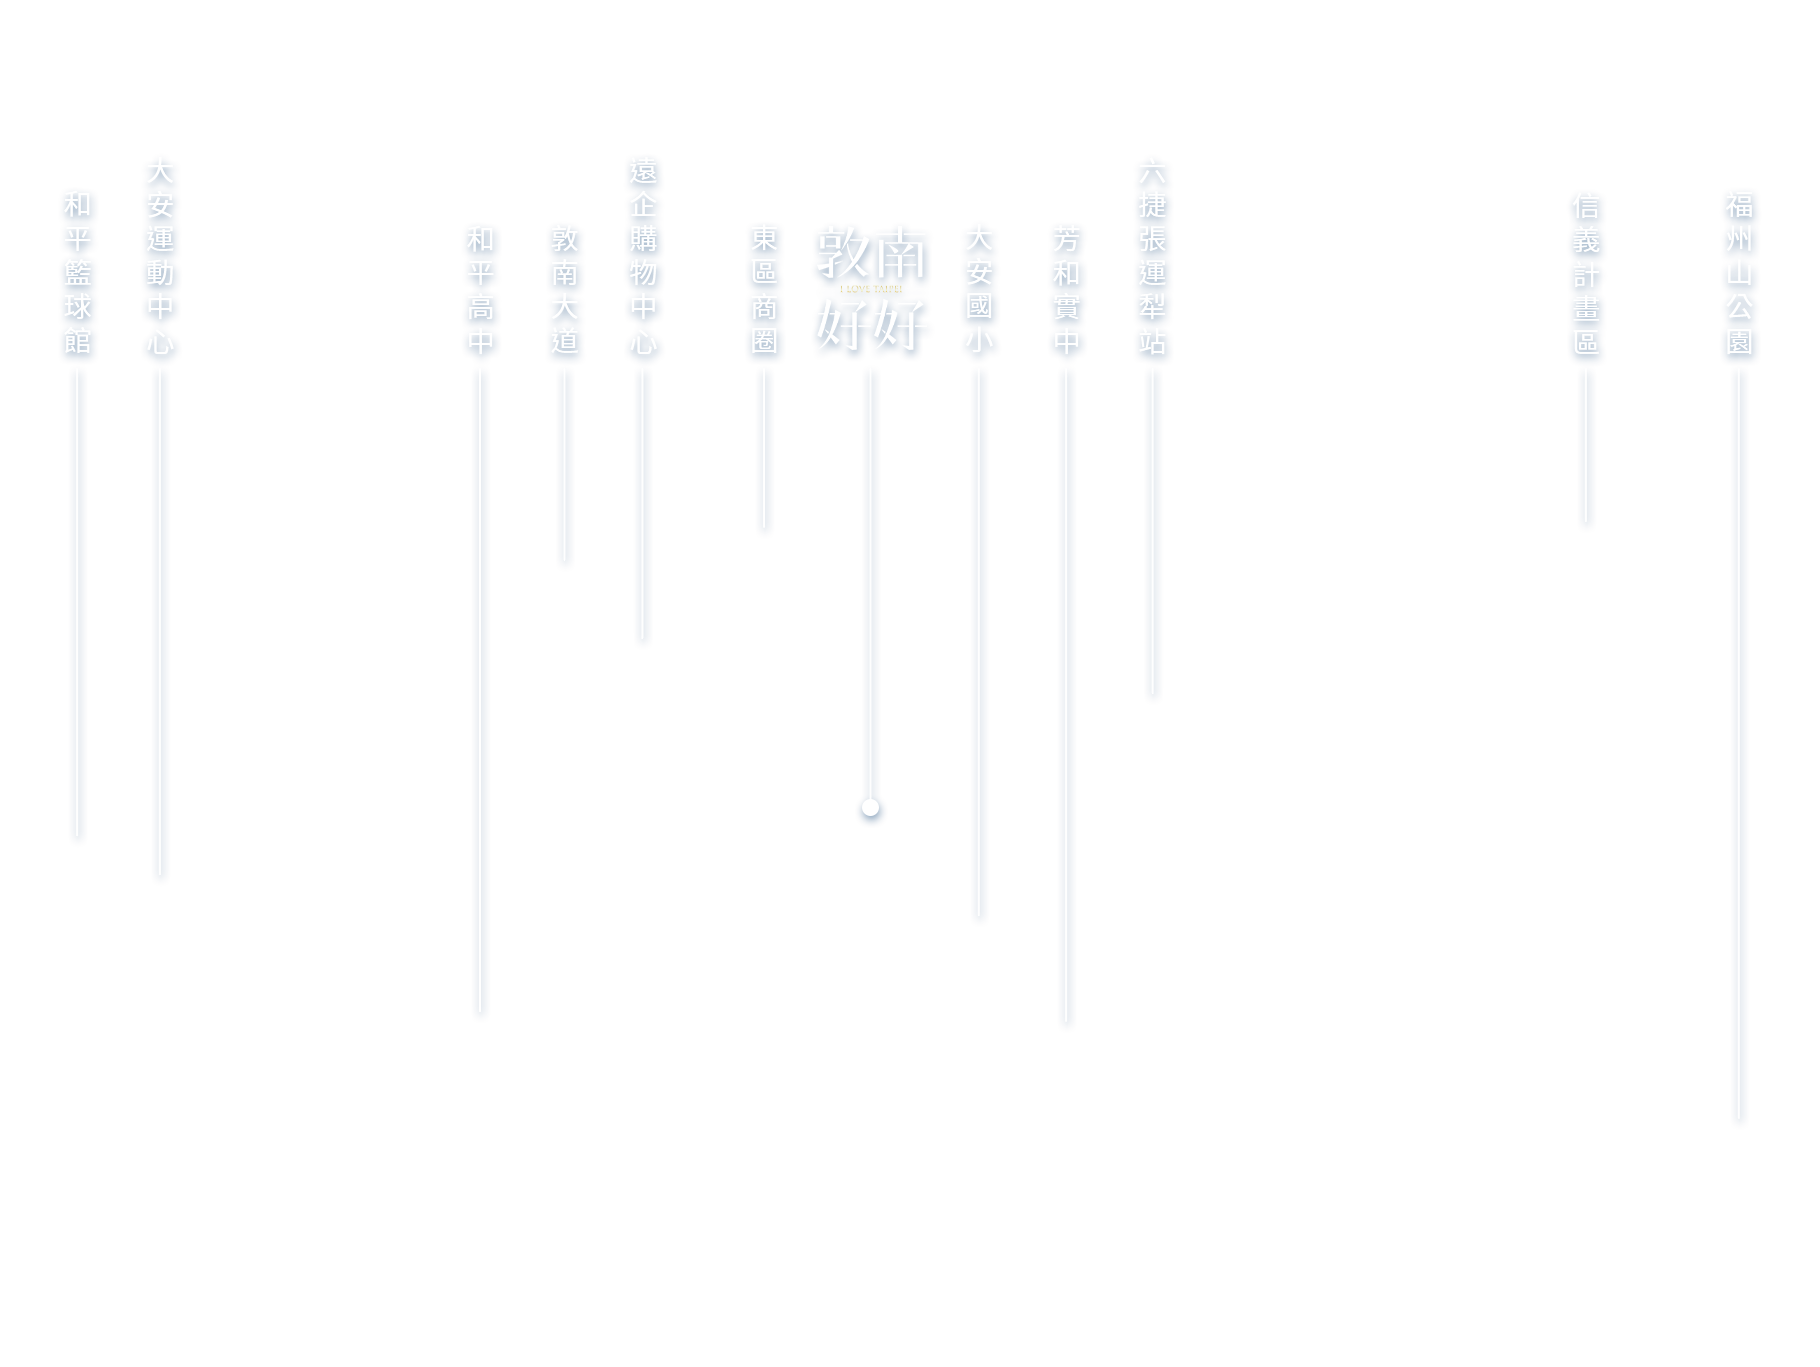 和平籃球館
大安運動中心
和平高中
敦南大道
遠企購物中心
東區商圈
敦南
I LOVE TAIPEI
好好
大安國小
芳和實中
六捷張運犁站
信義計畫區
福州山公園